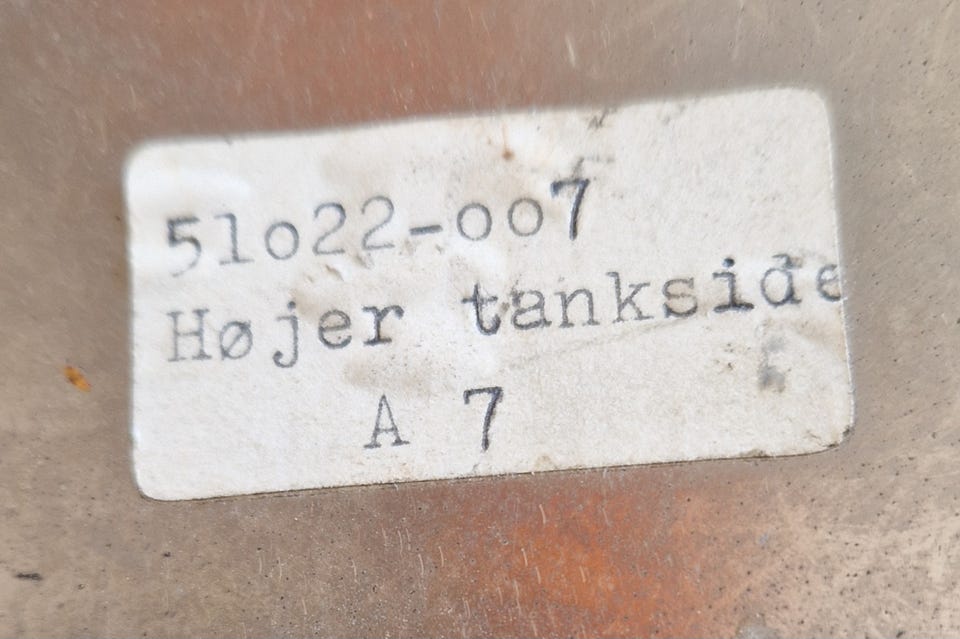 51o22-oo7
Højer tankside
A 7